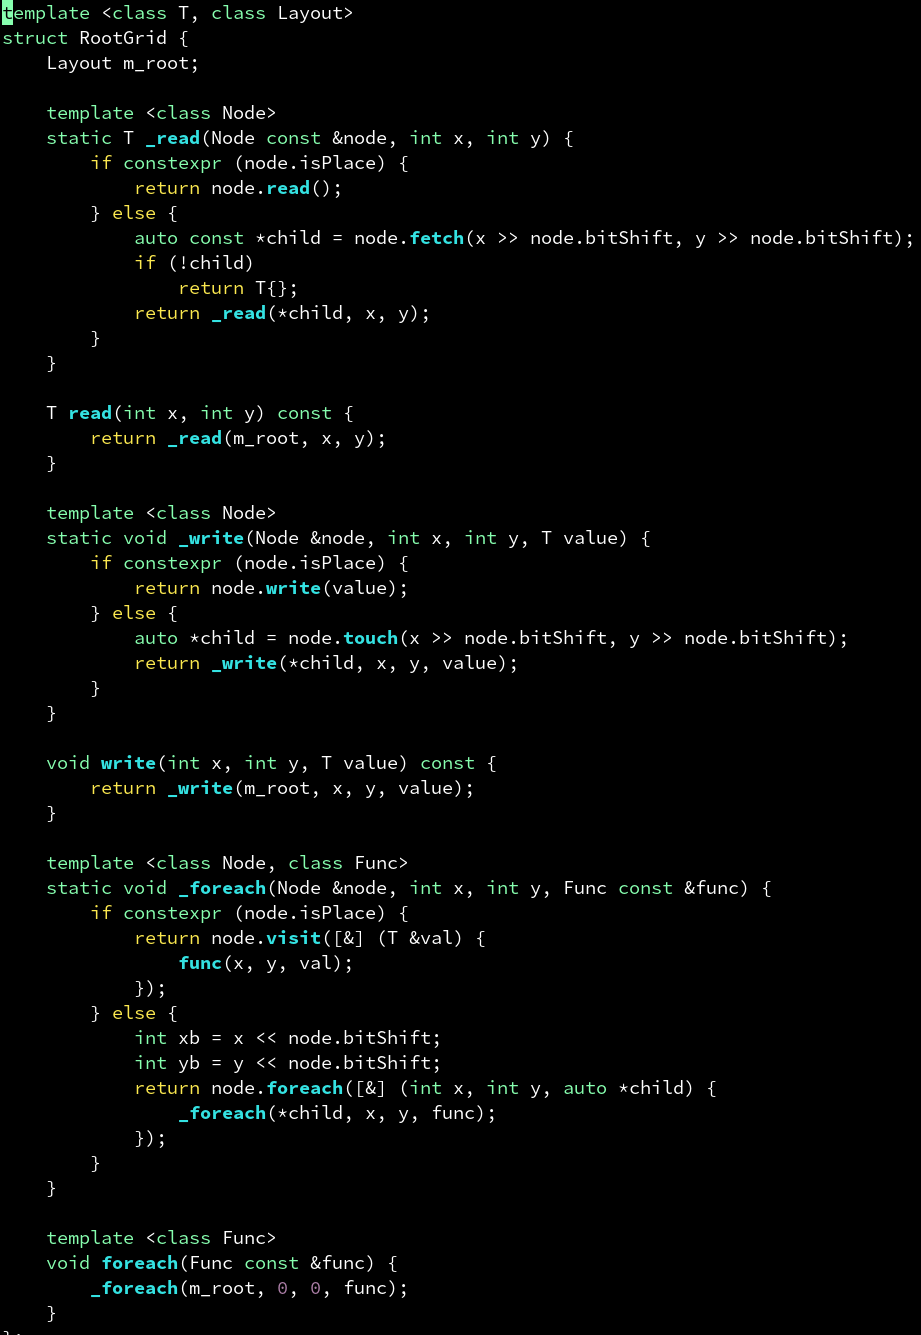 template <class T, class Layout>
struct RootGrid {
    Layout m_root;

    template <class Node>
    static T _read(Node const &node, int x, int y) {
        if constexpr (node.isPlace) {
            return node.read();
        } else {
            auto const *child = node.fetch(x >> node.bitShift, y >> node.bitShift);
            if (!child)
                return T{};
            return _read(*child, x, y);
        }
    }

    T read(int x, int y) const {
        return _read(m_root, x, y);
    }

    template <class Node>
    static void _write(Node &node, int x, int y, T value) {
        if constexpr (node.isPlace) {
            return node.write(value);
        } else {
            auto *child = node.touch(x >> node.bitShift, y >> node.bitShift);
            return _write(*child, x, y, value);
        }
    }

    void write(int x, int y, T value) const {
        return _write(m_root, x, y, value);
    }

    template <class Node, class Func>
    static void _foreach(Node &node, int x, int y, Func const &func) {
        if constexpr (node.isPlace) {
            return node.visit([&] (T &val) {
                func(x, y, val);
            });
        } else {
            int xb = x << node.bitShift;
            int yb = y << node.bitShift;
            return node.foreach([&] (int x, int y, auto *child) {
                _foreach(*child, x, y, func);
            });
        }
    }

    template <class Func>
    void foreach(Func const &func) {
        _foreach(m_root, 0, 0, func);
    }